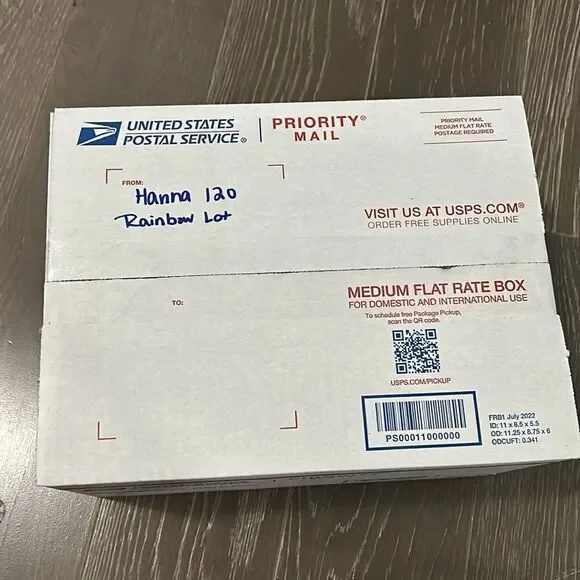 UNITED STATES
POSTAL SERVICE®
PRIORITY®
MAIL
PRIORITY MAIL
MEDIUM FLAT RATE
POSTAGE REQUIRED
FROM:
Hanna 120
Rainbow Lot
VISIT US AT USPS.COM®
ORDER FREE SUPPLIES ONLINE
TO:
MEDIUM FLAT RATE BOX
FOR DOMESTIC AND INTERNATIONAL USE
To schedule free Package Pickup,
scan the QR code.
USPS.COM/PICKUP
PS00011000000
FRB1 July 2022
ID: 11 x 8.5 x 5.5
OD: 11.25 x 8.75 x 6
ODCUFT: 0.341